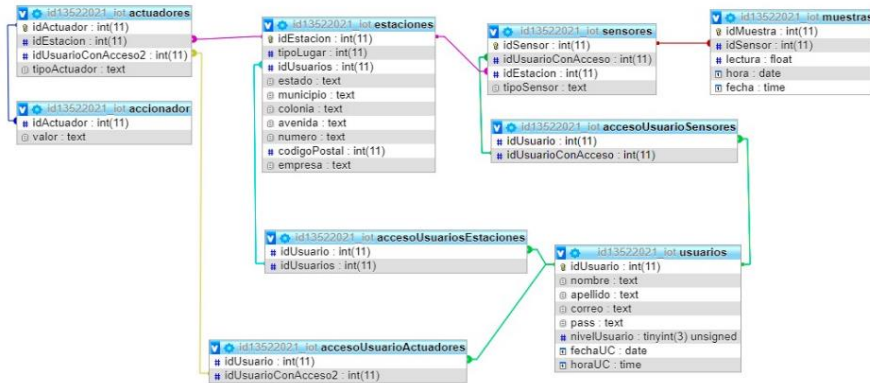 id13522021_iot actuadores
idActuador : int(11)
idEstacion : int(11)
idUsuarioConAcceso2 : int(11)
tipoActuador : text
id13522021_iot accionador
idActuador : int(11)
valor : text
id13522021_iot estaciones
idEstacion : int(11)
tipoLugar : int(11)
idUsuarios : int(11)
estado : text
municipio : text
colonia : text
avenida : text
numero : text
codigoPostal : int(11)
empresa : text
id13522021_iot sensores
idSensor : int(11)
idUsuarioConAcceso : int(11)
idEstacion : int(11)
tipoSensor : text
id13522021_iot muestras
idMuestra : int(11)
idSensor : int(11)
lectura : float
hora : date
fecha : time
id13522021_iot accesoUsuarioSensores
idUsuario : int(11)
idUsuarioConAcceso : int(11)
id13522021_iot accesoUsuariosEstaciones
idUsuario : int(11)
idUsuarios : int(11)
id13522021_iot usuarios
idUsuario : int(11)
nombre : text
apellido : text
correo : text
pass : text
nivelUsuario : tinyint(3) unsigned
fechaUC : date
horaUC : time
id13522021_iot accesoUsuarioActuadores
idUsuario : int(11)
idUsuarioConAcceso2 : int(11)